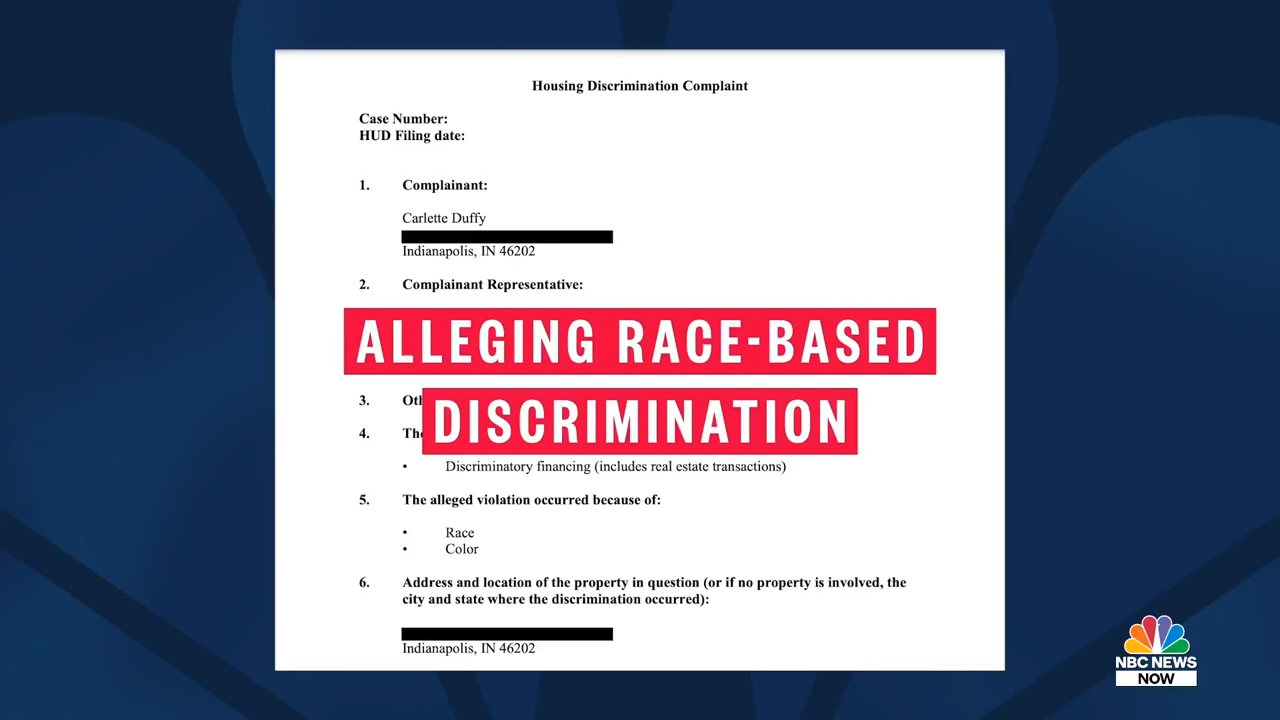 Housing Discrimination Complaint
Case Number:
HUD Filing date:
1. Complainant:
Carlette Duffy
Indianapolis, IN 46202
2. Complainant Representative:
ALLEGING RACE-BASED
DISCRIMINATION
3.
4.
• Discriminatory financing (includes real estate transactions)
5. The alleged violation occurred because of:
• Race
• Color
6. Address and location of the property in question (or if no property is involved, the
city and state where the discrimination occurred):
Indianapolis, IN 46202
NBC NEWS
NOW